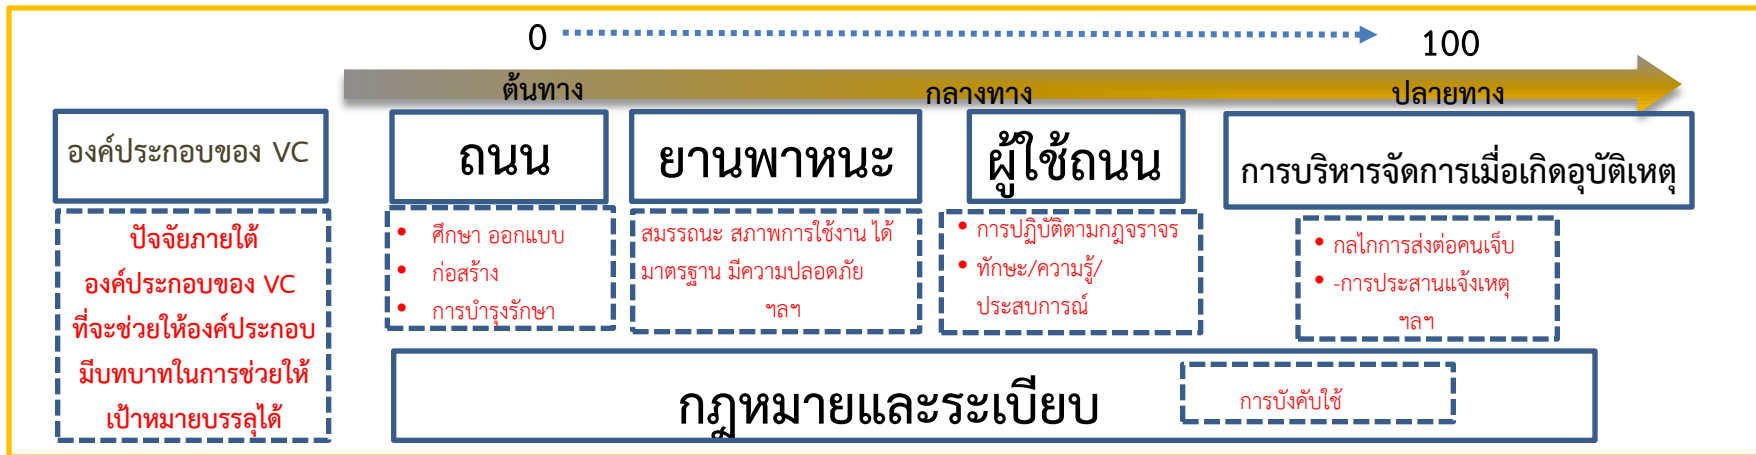 0
100
ต้นทาง
กลางทาง
ปลายทาง
องค์ประกอบของ VC
ถนน
ยานพาหนะ
ผู้ใช้ถนน
การบริหารจัดการเมื่อเกิดอุบัติเหตุ
ปัจจัยภายใต้
องค์ประกอบของ VC
ที่จะช่วยให้องค์ประกอบ
มีบทบาทในการช่วยให้
เป้าหมายบรรลุได้
• ศึกษา ออกแบบ
• ก่อสร้าง
• การบำรุงรักษา
สมรรถนะ สภาพการใช้งาน ได้
มาตรฐาน มีความปลอดภัย
ฯลฯ
• การปฏิบัติตามกฎจราจร
• ทักษะ/ความรู้/
ประสบการณ์
• กลไกการส่งต่อคนเจ็บ
• -การประสานแจ้งเหตุ
ฯลฯ
กฎหมายและระเบียบ
การบังคับใช้